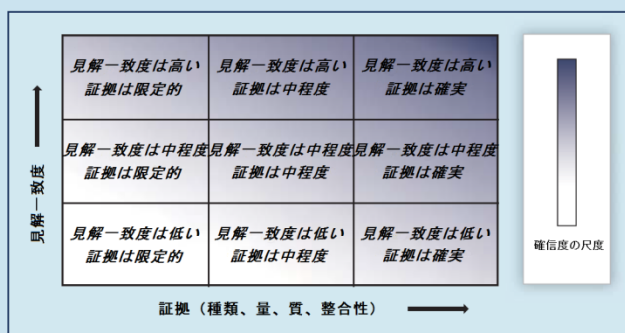 見解一致度は高い
証拠は限定的
見解一致度は高い
証拠は中程度
見解一致度は高い
証拠は確実
見解一致度は中程度
証拠は限定的
見解一致度は中程度
証拠は中程度
見解一致度は中程度
証拠は確実
見解一致度は低い
証拠は限定的
見解一致度は低い
証拠は中程度
見解一致度は低い
証拠は確実
見解一致度
証拠（種類、量、質、整合性）
確信度の尺度